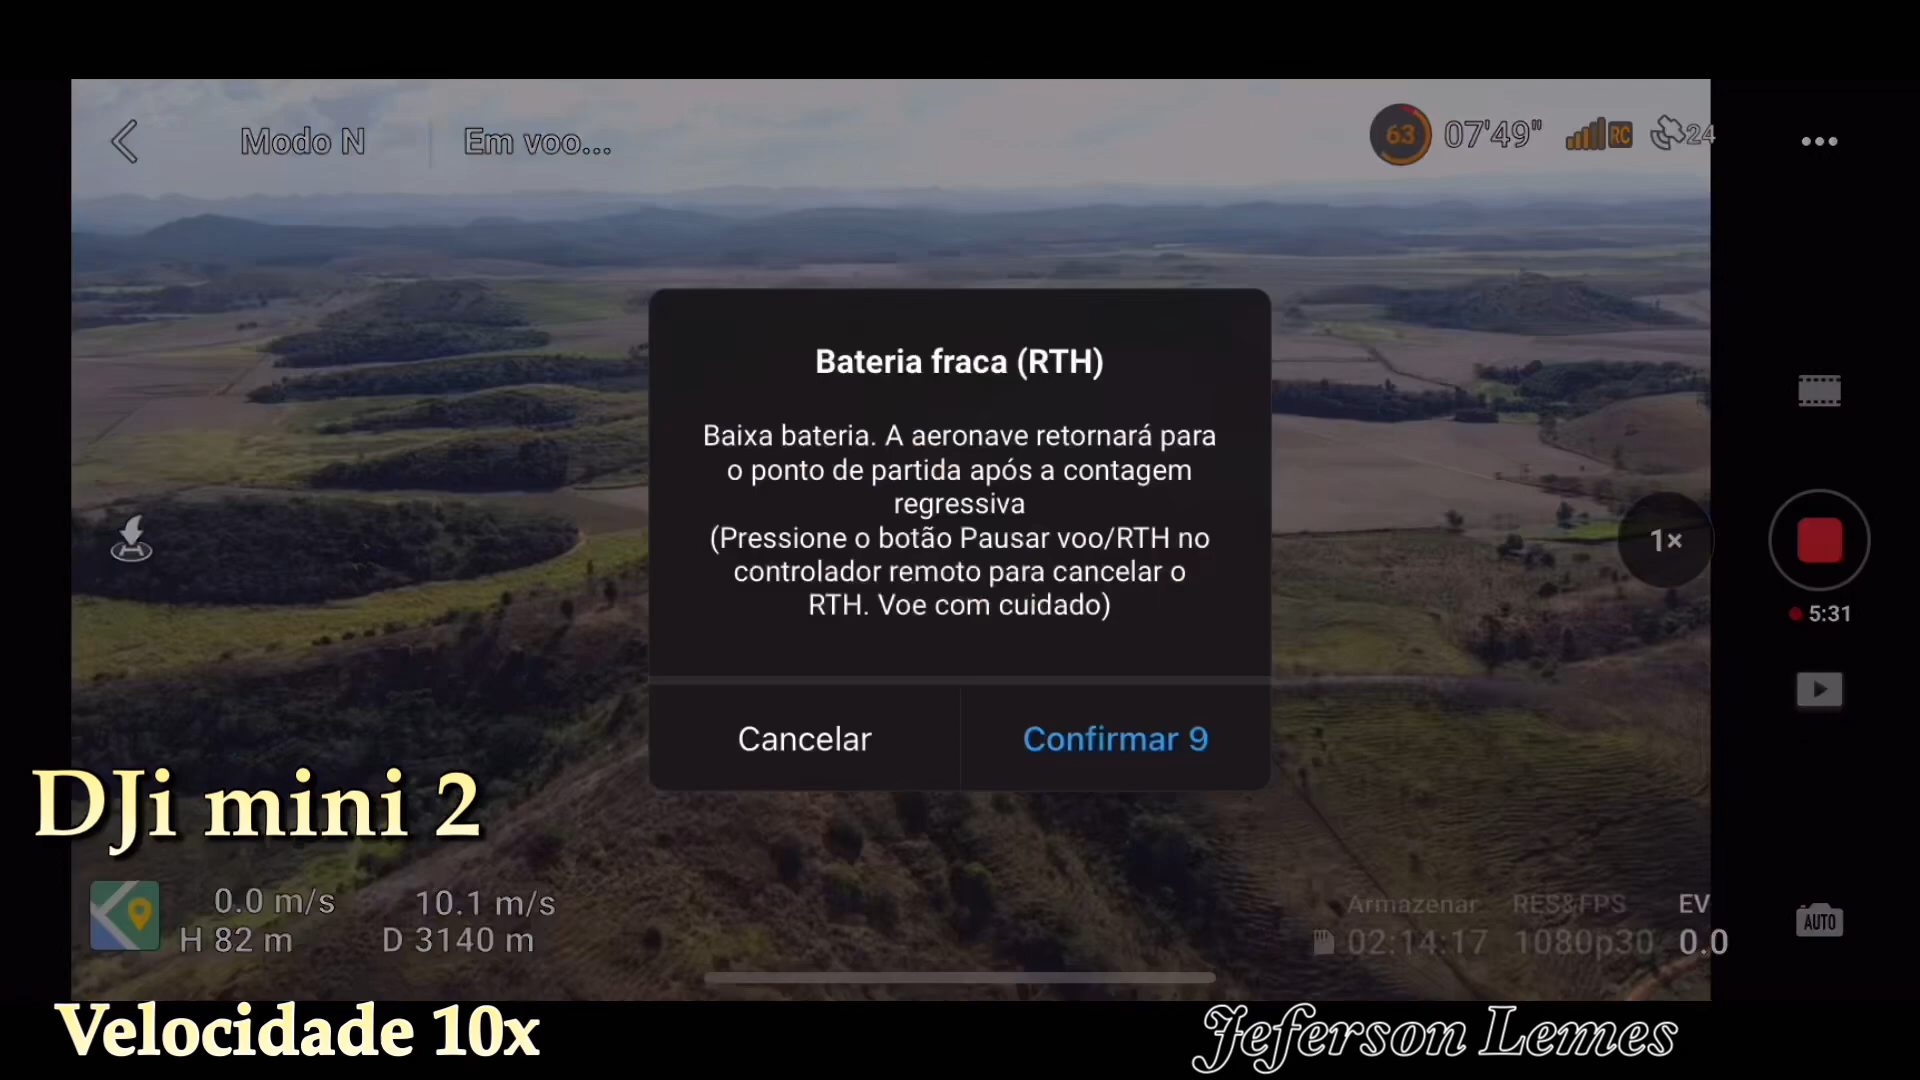 Modo N
Em voo...
63
07'49"
RC
24
Bateria fraca (RTH)
Baixa bateria. A aeronave retornará para
o ponto de partida após a contagem
regressiva
(Pressione o botão Pausar voo/RTH no
controlador remoto para cancelar o
RTH. Voe com cuidado)
Cancelar
Confirmar 9
1×
5:31
DJi mini 2
0.0 m/s
10.1 m/s
H 82 m
D 3140 m
Armazenar
RES&FPS
EV
02:14:17
1080p30
0.0
AUTO
Velocidade 10x
Jeferson Lemes